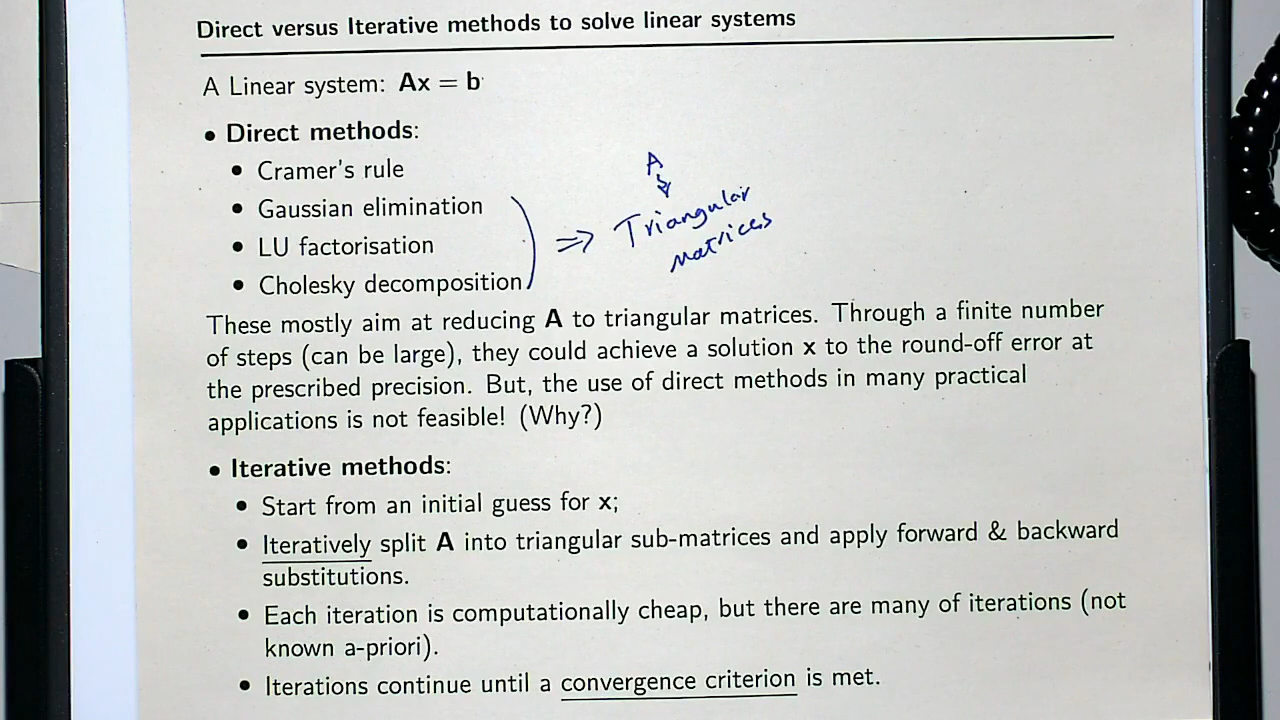 Direct versus Iterative methods to solve linear systems
A Linear system: Ax = b
• Direct methods:
• Cramer's rule
• Gaussian elimination
• LU factorisation
• Cholesky decomposition
A
⇒ Triangular
matrices
These mostly aim at reducing A to triangular matrices. Through a finite number
of steps (can be large), they could achieve a solution x to the round-off error at
the prescribed precision. But, the use of direct methods in many practical
applications is not feasible! (Why?)
• Iterative methods:
• Start from an initial guess for x;
• Iteratively split A into triangular sub-matrices and apply forward & backward
substitutions.
• Each iteration is computationally cheap, but there are many of iterations (not
known a-priori).
• Iterations continue until a convergence criterion is met.